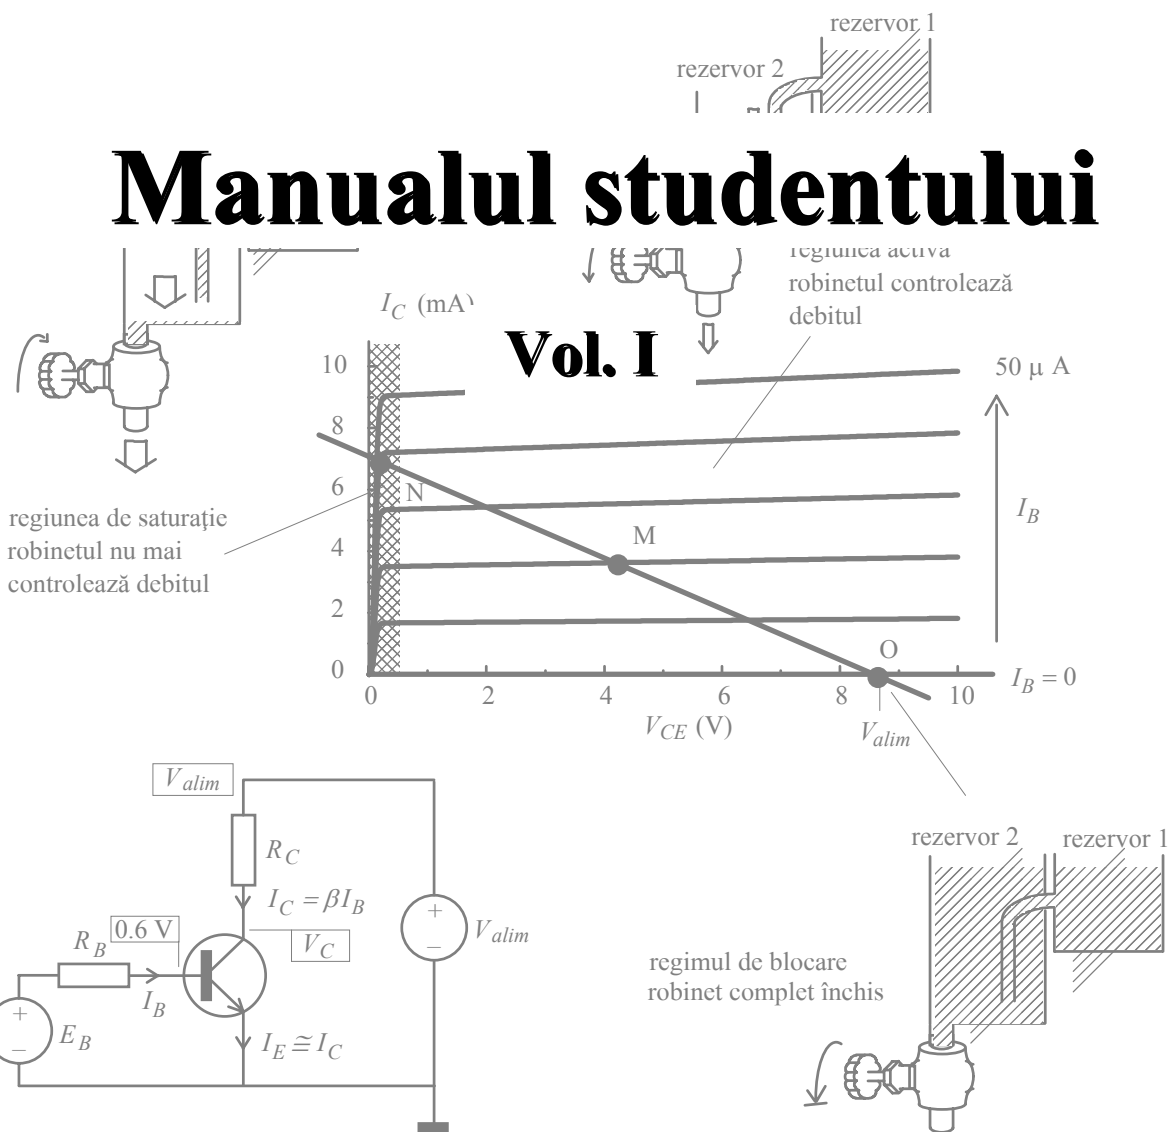 rezervor 1
rezervor 2
Manualul studentului
regiunea activă
robinetul controlează
debitul
I_C (mA)
Vol. I
10
8
6
4
2
0
50 μ A
I_B
I_B = 0
N
M
O
0 2 4 6 8 10
V_CE (V)
V_alim
regiunea de saturaţie
robinetul nu mai
controlează debitul
V_alim
R_C
I_C = βI_B
0.6 V
V_C
V_alim
R_B
I_B
E_B
I_E ≅ I_C
rezervor 2 rezervor 1
regimul de blocare
robinet complet închis